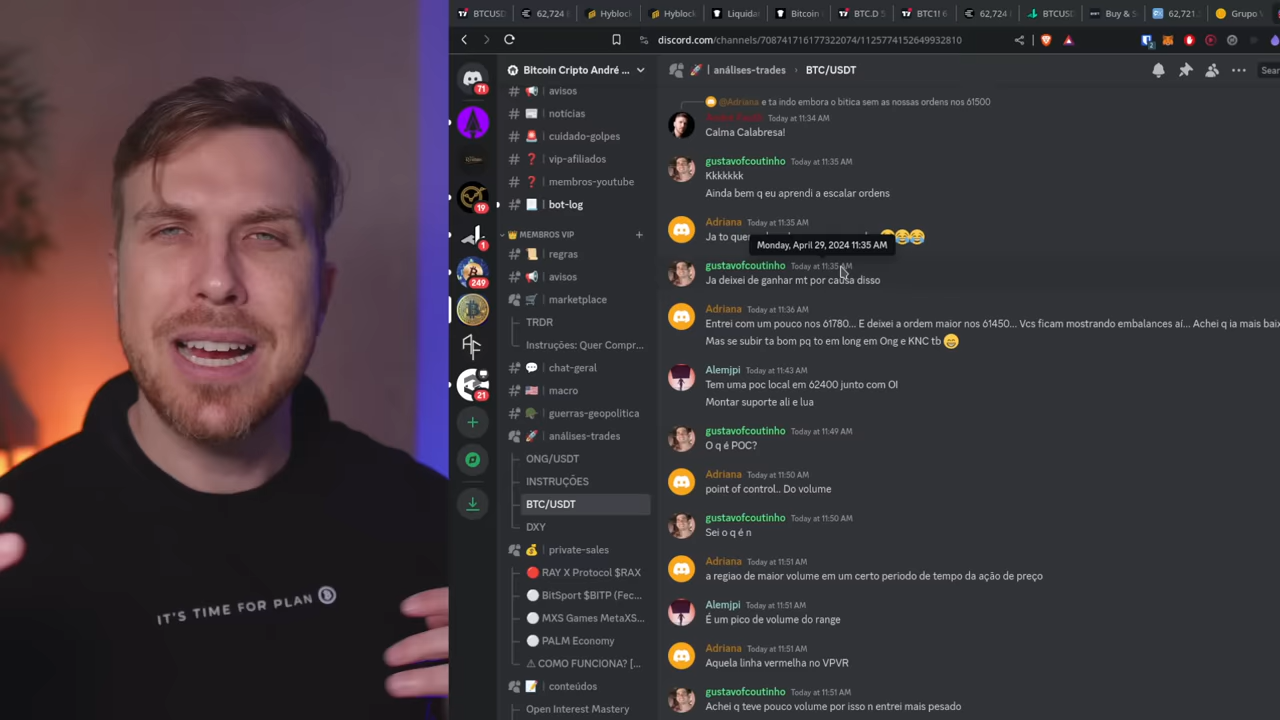 BTCUSD
62,724
Hyblock
Hyblock
Liquidat
Bitcoin
BTC.D
BTC1!
62,724
BTCUS
Buy & S
62,721.
Grupo V
discord.com/channels/708741716177322074/1125774152649932810
71
19
1
249
21
Bitcoin Cripto André ...
avisos
notícias
cuidado-golpes
vip-afiliados
membros-youtube
bot-log
MEMBROS VIP
regras
avisos
marketplace
TRDR
Instruções: Quer Compr...
chat-geral
macro
guerras-geopolitica
análises-trades
ONG/USDT
INSTRUÇÕES
BTC/USDT
DXY
private-sales
RAY X Protocol $RAX
BitSport $BITP (Fec...
MXS Games MetaXS...
PALM Economy
COMO FUNCIONA? [...
conteúdos
Open Interest Mastery
análises-trades › BTC/USDT
Sear
@Adriana e ta indo embora o bitica sem as nossas ordens nos 61500
Today at 11:34 AM
Calma Calabresa!
gustavofcoutinho Today at 11:35 AM
Kkkkkkk
Ainda bem q eu aprendi a escalar ordens
Adriana Today at 11:35 AM
Ja to quer
Monday, April 29, 2024 11:35 AM
gustavofcoutinho Today at 11:35 AM
Ja deixei de ganhar mt por causa disso
Adriana Today at 11:36 AM
Entrei com um pouco nos 61780... E deixei a ordem maior nos 61450... Vcs ficam mostrando embalances aí... Achei q ia mais baix
Mas se subir ta bom pq to em long em Ong e KNC tb
Alemjpi Today at 11:43 AM
Tem uma poc local em 62400 junto com OI
Montar suporte ali e lua
gustavofcoutinho Today at 11:49 AM
O q é POC?
Adriana Today at 11:50 AM
point of control.. Do volume
gustavofcoutinho Today at 11:50 AM
Sei o q é n
Adriana Today at 11:51 AM
a regiao de maior volume em um certo periodo de tempo da ação de preço
Alemjpi Today at 11:51 AM
É um pico de volume do range
Adriana Today at 11:51 AM
Aquela linha vermelha no VPVR
gustavofcoutinho Today at 11:51 AM
Achei q teve pouco volume por isso n entrei mais pesado
IT'S TIME FOR PLAN ₿